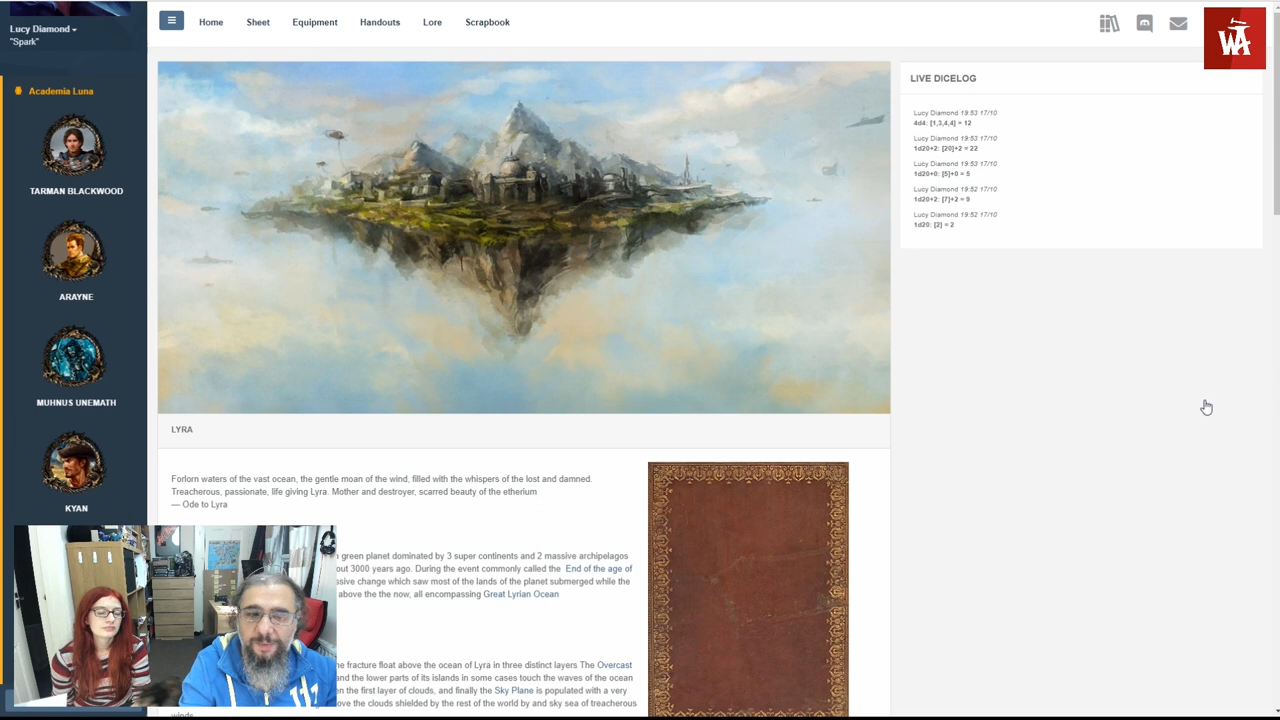 Lucy Diamond
"Spark"
Academia Luna
TARMAN BLACKWOOD
ARAYNE
MUHNUS UNEMATH
KYAN
Home Sheet Equipment Handouts Lore Scrapbook
WA
LYRA
Forlorn waters of the vast ocean, the gentle moan of the wind, filled with the whispers of the lost and damned.
Treacherous, passionate, life giving Lyra. Mother and destroyer, scarred beauty of the etherium
— Ode to Lyra
green planet dominated by 3 super continents and 2 massive archipelagos
out 3000 years ago. During the event commonly called the End of the age of
ssive change which saw most of the lands of the planet submerged while the
above the the now, all encompassing Great Lyrian Ocean
he fracture float above the ocean of Lyra in three distinct layers The Overcast
and the lower parts of its islands in some cases touch the waves of the ocean
en the first layer of clouds, and finally the Sky Plane is populated with a very
ove the clouds shielded by the rest of the world by and sky sea of treacherous
winds
LIVE DICELOG
Lucy Diamond 19:53 17/10
4d4: [1,3,4,4] = 12
Lucy Diamond 19:53 17/10
1d20+2: [20]+2 = 22
Lucy Diamond 19:53 17/10
1d20+0: [5]+0 = 5
Lucy Diamond 19:52 17/10
1d20+2: [7]+2 = 9
Lucy Diamond 19:52 17/10
1d20: [2] = 2